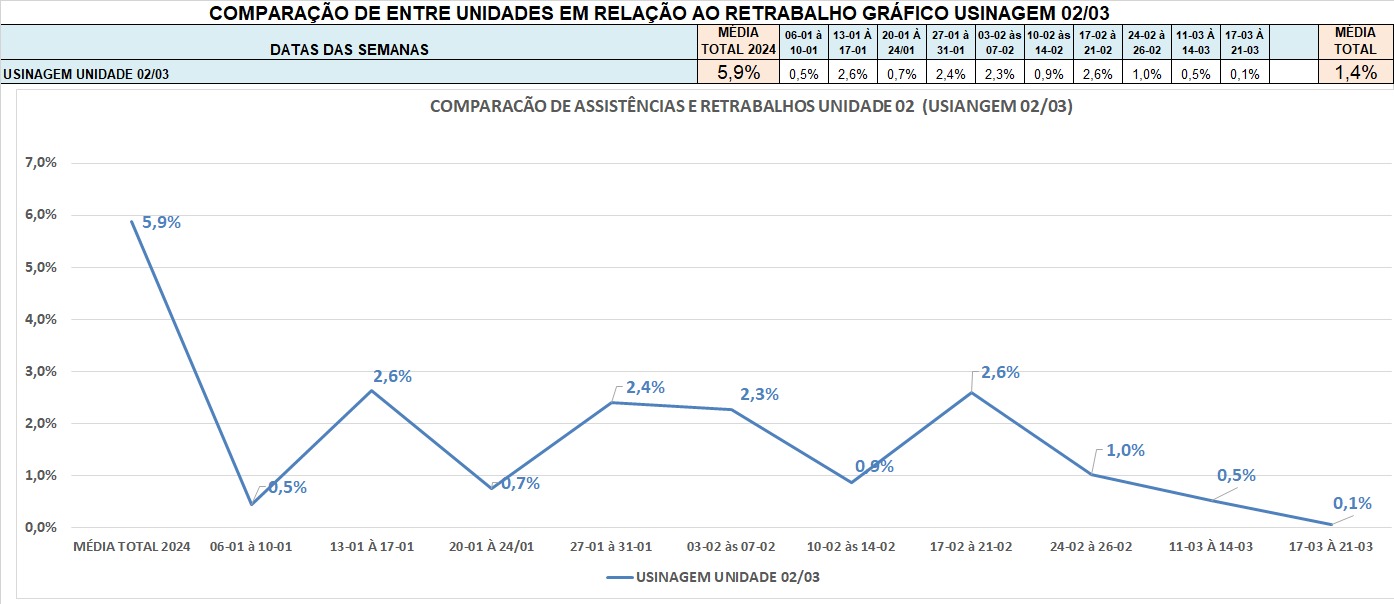 COMPARAÇÃO DE ENTRE UNIDADES EM RELAÇÃO AO RETRABALHO GRÁFICO USINAGEM 02/03
DATAS DAS SEMANAS
MÉDIA
TOTAL 2024
06-01 à
10-01
13-01 À
17-01
20-01 À
24/01
27-01 à
31-01
03-02 às
07-02
10-02 às
14-02
17-02 à
21-02
24-02 à
26-02
11-03 À
14-03
17-03 À
21-03
MÉDIA
TOTAL
USINAGEM UNIDADE 02/03 5,9% 0,5% 2,6% 0,7% 2,4% 2,3% 0,9% 2,6% 1,0% 0,5% 0,1% 1,4%
COMPARACÃO DE ASSISTÊNCIAS E RETRABALHOS UNIDADE 02 (USIANGEM 02/03)
7,0%
6,0%
5,0%
4,0%
3,0%
2,0%
1,0%
0,0%
5,9%
0,5%
2,6%
0,7%
2,4%
2,3%
0,9%
2,6%
1,0%
0,5%
0,1%
MÉDIA TOTAL 2024 06-01 à 10-01 13-01 À 17-01 20-01 À 24/01 27-01 à 31-01 03-02 às 07-02 10-02 às 14-02 17-02 à 21-02 24-02 à 26-02 11-03 À 14-03 17-03 À 21-03
USINAGEM UNIDADE 02/03